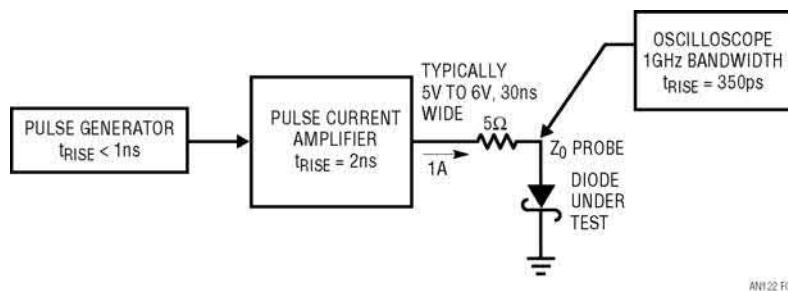 PULSE GENERATOR
tRISE < 1ns
PULSE CURRENT
AMPLIFIER
tRISE = 2ns
TYPICALLY
5V TO 6V, 30ns
WIDE
5Ω
1A
Z0 PROBE
DIODE
UNDER
TEST
OSCILLOSCOPE
1GHz BANDWIDTH
tRISE = 350ps
AN122